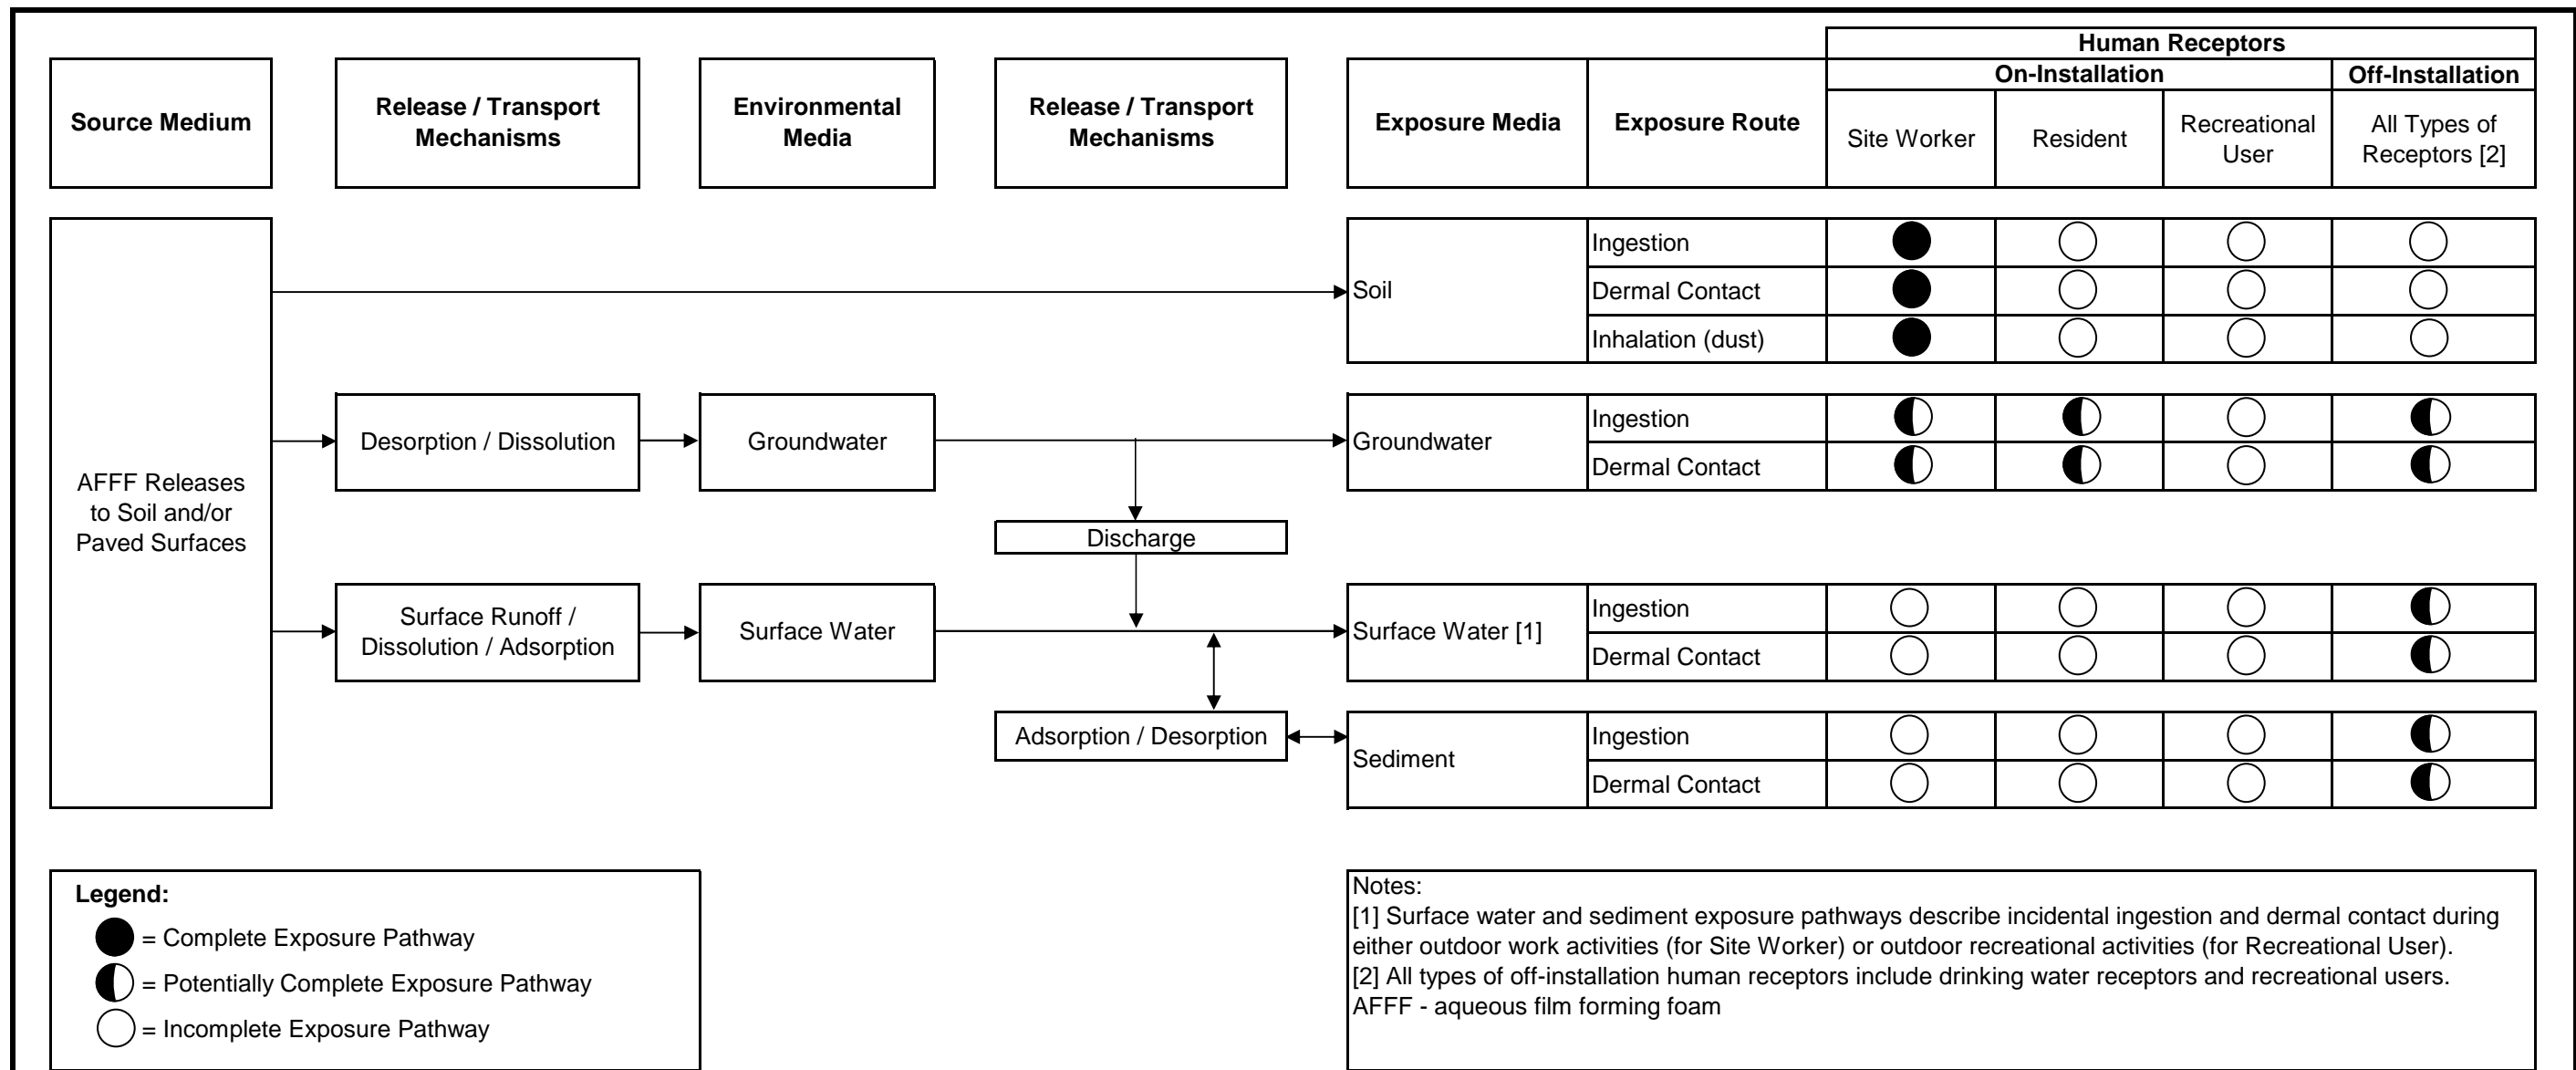 Human Receptors
On-Installation
Off-Installation
Source Medium
Release / Transport
Mechanisms
Environmental
Media
Release / Transport
Mechanisms
Exposure Media
Exposure Route
Site Worker
Resident
Recreational
User
All Types of
Receptors [2]
AFFF Releases
to Soil and/or
Paved Surfaces
Soil
Ingestion
Dermal Contact
Inhalation (dust)
Desorption / Dissolution
Groundwater
Groundwater
Ingestion
Dermal Contact
Discharge
Surface Runoff /
Dissolution / Adsorption
Surface Water
Surface Water [1]
Ingestion
Dermal Contact
Adsorption / Desorption
Sediment
Ingestion
Dermal Contact
Legend:
= Complete Exposure Pathway
= Potentially Complete Exposure Pathway
= Incomplete Exposure Pathway
Notes:
[1] Surface water and sediment exposure pathways describe incidental ingestion and dermal contact during
either outdoor work activities (for Site Worker) or outdoor recreational activities (for Recreational User).
[2] All types of off-installation human receptors include drinking water receptors and recreational users.
AFFF - aqueous film forming foam